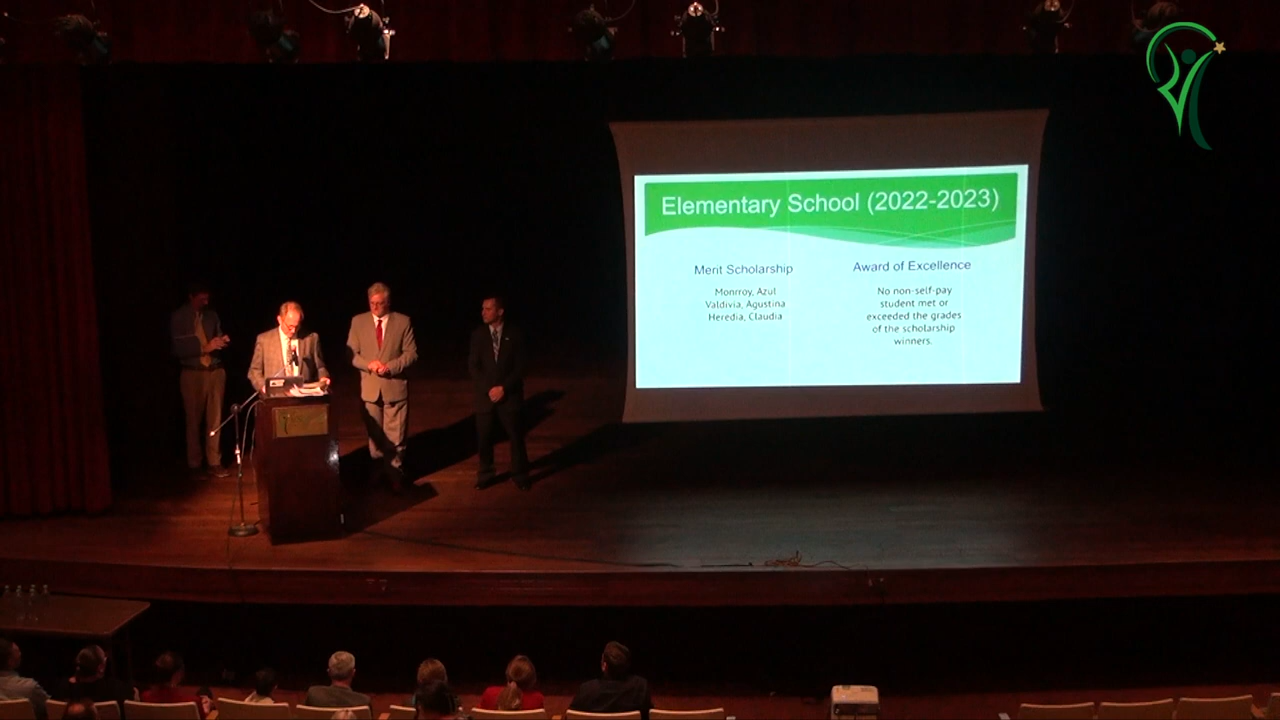 Elementary School (2022-2023)
Merit Scholarship
Monrroy, Azul
Valdivia, Agustina
Heredia, Claudia
Award of Excellence
No non-self-pay
student met or
exceeded the grades
of the scholarship
winners.